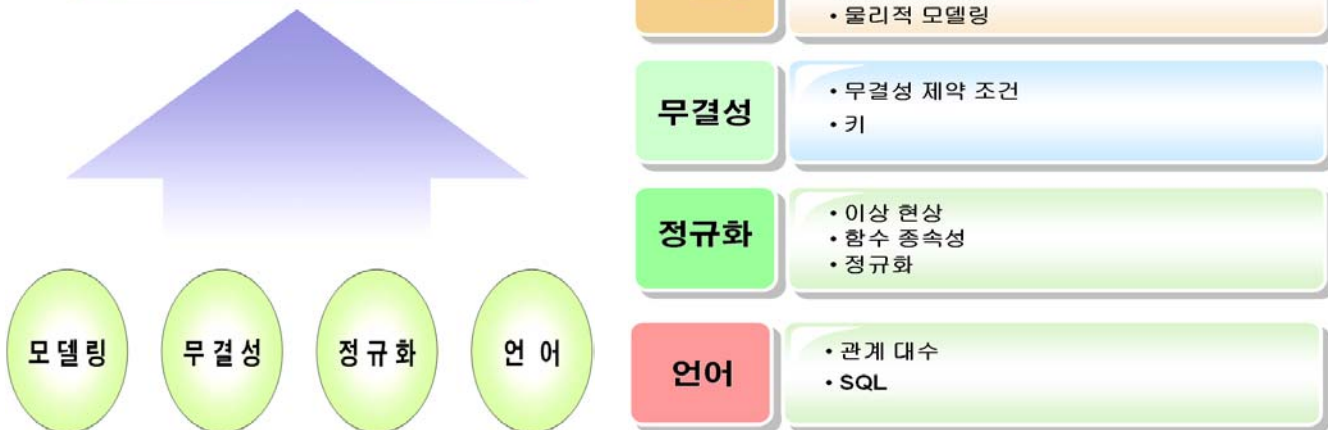 모델링
무결성
정규화
언어
• 물리적 모델링
무결성
• 무결성 제약 조건
• 키
정규화
• 이상 현상
• 함수 종속성
• 정규화
언어
• 관계 대수
• SQL